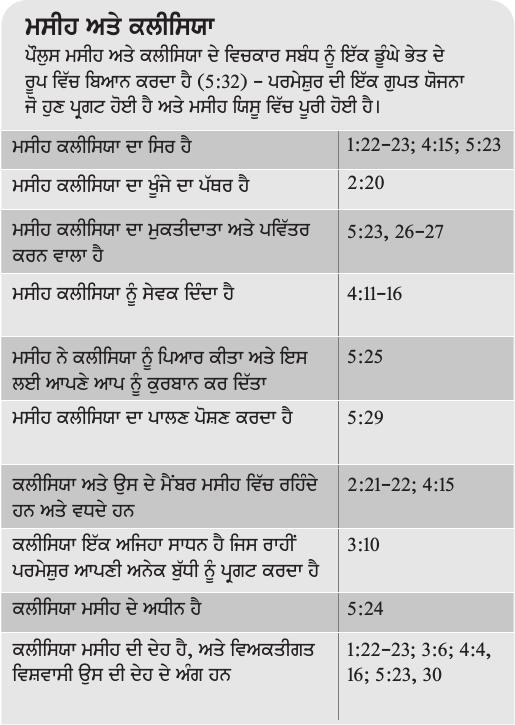 ਮਸੀਹ ਅਤੇ ਕਲੀਸਿਯਾ
ਪੌਲੁਸ ਮਸੀਹ ਅਤੇ ਕਲੀਸਿਯਾ ਦੇ ਵਿਚਕਾਰ ਸਬੰਧ ਨੂੰ ਇੱਕ ਡੂੰਘੇ ਭੇਤ ਦੇ
ਰੂਪ ਵਿੱਚ ਬਿਆਨ ਕਰਦਾ ਹੈ (5:32) – ਪਰਮੇਸ਼ੁਰ ਦੀ ਇੱਕ ਗੁਪਤ ਯੋਜਨਾ
ਜੋ ਹੁਣ ਪ੍ਰਗਟ ਹੋਈ ਹੈ ਅਤੇ ਮਸੀਹ ਯਿਸੂ ਵਿੱਚ ਪੂਰੀ ਹੋਈ ਹੈ।
ਮਸੀਹ ਕਲੀਸਿਯਾ ਦਾ ਸਿਰ ਹੈ 1:22–23; 4:15; 5:23
ਮਸੀਹ ਕਲੀਸਿਯਾ ਦਾ ਖੂੰਜੇ ਦਾ ਪੱਥਰ ਹੈ 2:20
ਮਸੀਹ ਕਲੀਸਿਯਾ ਦਾ ਮੁਕਤੀਦਾਤਾ ਅਤੇ ਪਵਿੱਤਰ 5:23, 26–27
ਕਰਨ ਵਾਲਾ ਹੈ
ਮਸੀਹ ਕਲੀਸਿਯਾ ਨੂੰ ਸੇਵਕ ਦਿੰਦਾ ਹੈ 4:11–16
ਮਸੀਹ ਨੇ ਕਲੀਸਿਯਾ ਨੂੰ ਪਿਆਰ ਕੀਤਾ ਅਤੇ ਇਸ 5:25
ਲਈ ਆਪਣੇ ਆਪ ਨੂੰ ਕੁਰਬਾਨ ਕਰ ਦਿੱਤਾ
ਮਸੀਹ ਕਲੀਸਿਯਾ ਦਾ ਪਾਲਣ ਪੋਸ਼ਣ ਕਰਦਾ ਹੈ 5:29
ਕਲੀਸਿਯਾ ਅਤੇ ਉਸ ਦੇ ਮੈਂਬਰ ਮਸੀਹ ਵਿੱਚ ਰਹਿੰਦੇ 2:21–22; 4:15
ਹਨ ਅਤੇ ਵਧਦੇ ਹਨ
ਕਲੀਸਿਯਾ ਇੱਕ ਅਜਿਹਾ ਸਾਧਨ ਹੈ ਜਿਸ ਰਾਹੀਂ 3:10
ਪਰਮੇਸ਼ੁਰ ਆਪਣੀ ਅਨੇਕ ਬੁੱਧੀ ਨੂੰ ਪ੍ਰਗਟ ਕਰਦਾ ਹੈ
ਕਲੀਸਿਯਾ ਮਸੀਹ ਦੇ ਅਧੀਨ ਹੈ 5:24
ਕਲੀਸਿਯਾ ਮਸੀਹ ਦੀ ਦੇਹ ਹੈ, ਅਤੇ ਵਿਅਕਤੀਗਤ 1:22–23; 3:6; 4:4,
ਵਿਸ਼ਵਾਸੀ ਉਸ ਦੀ ਦੇਹ ਦੇ ਅੰਗ ਹਨ 16; 5:23, 30